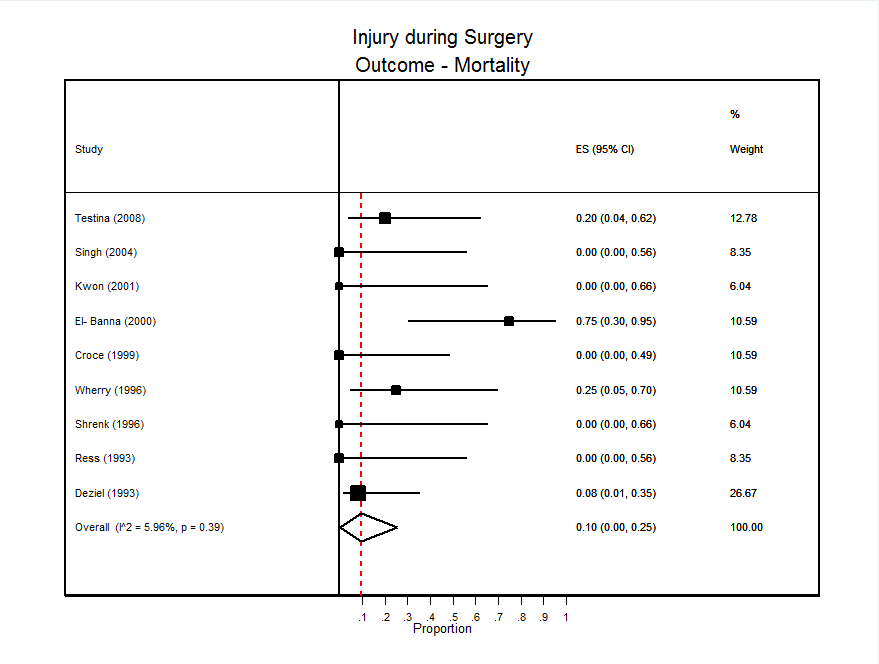 Injury during Surgery
Outcome - Mortality
%
Study ES (95% CI) Weight
Testina (2008) 0.20 (0.04, 0.62) 12.78
Singh (2004) 0.00 (0.00, 0.56) 8.35
Kwon (2001) 0.00 (0.00, 0.66) 6.04
El- Banna (2000) 0.75 (0.30, 0.95) 10.59
Croce (1999) 0.00 (0.00, 0.49) 10.59
Wherry (1996) 0.25 (0.05, 0.70) 10.59
Shrenk (1996) 0.00 (0.00, 0.66) 6.04
Ress (1993) 0.00 (0.00, 0.56) 8.35
Deziel (1993) 0.08 (0.01, 0.35) 26.67
Overall (I^2 = 5.96%, p = 0.39) 0.10 (0.00, 0.25) 100.00
.1 .2 .3 .4 .5 .6 .7 .8 .9 1
Proportion